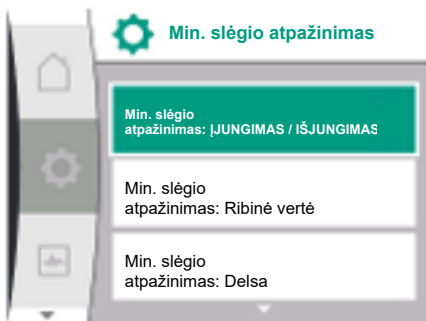 Min. slėgio atpažinimas
Min. slėgio
atpažinimas: ĮJUNGIMAS / IŠJUNGIMAS
Min. slėgio
atpažinimas: Ribinė vertė
Min. slėgio
atpažinimas: Delsa